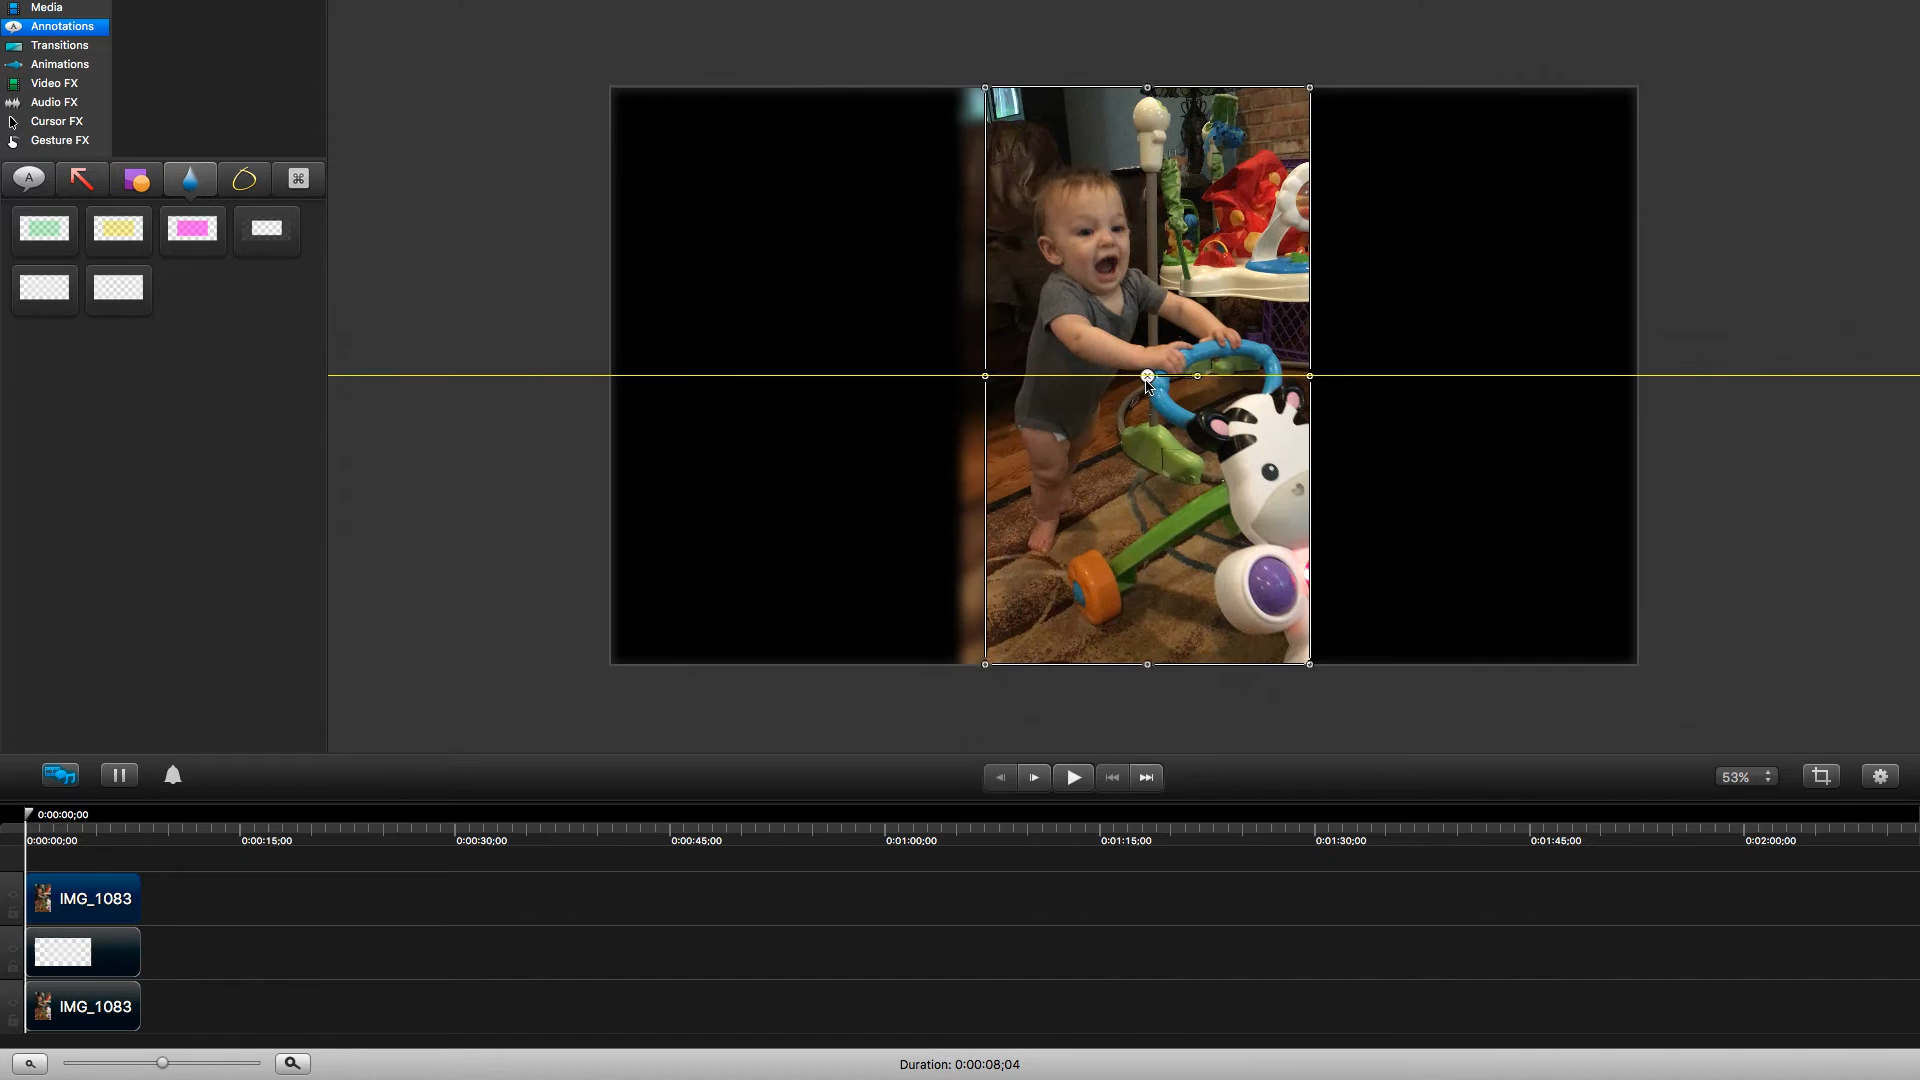 Media
Annotations
Transitions
Animations
Video FX
Audio FX
Cursor FX
Gesture FX
A
⌘
53%
0:00:00;00
0:00:00;00 0:00:15;00 0:00:30;00 0:00:45;00 0:01:00;00 0:01:15;00 0:01:30;00 0:01:45;00 0:02:00;00
IMG_1083
IMG_1083
Duration: 0:00:08;04